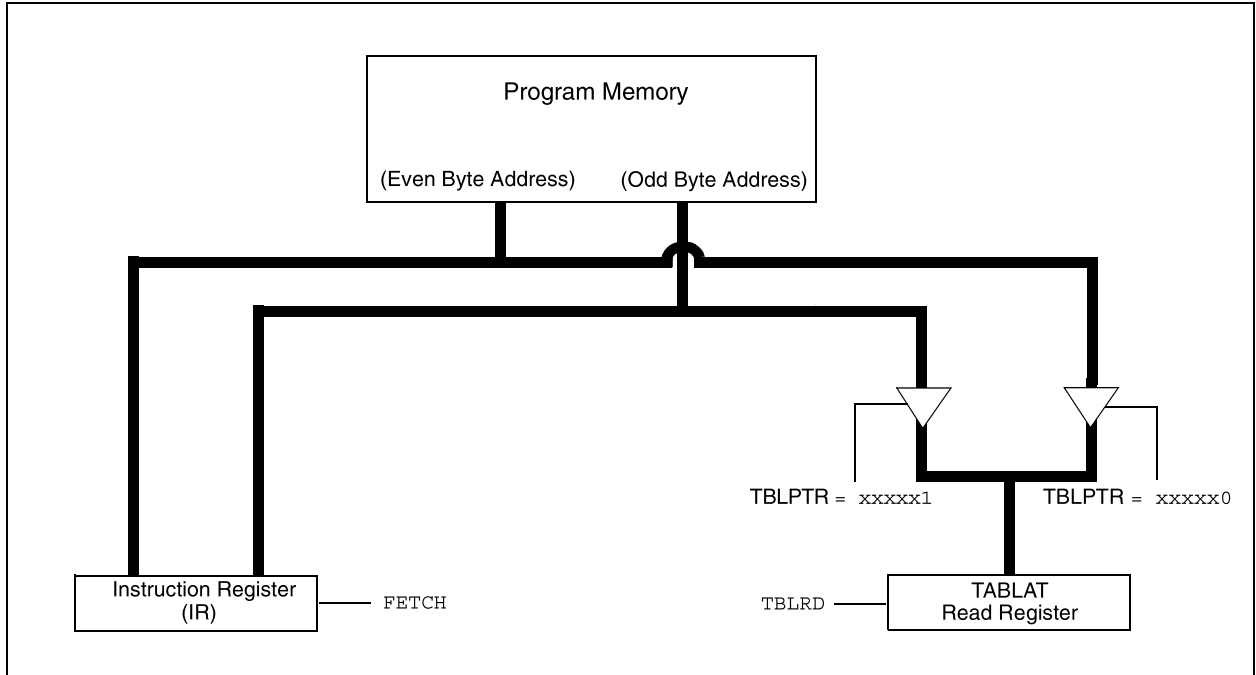 Program Memory
(Even Byte Address) (Odd Byte Address)
TBLPTR = xxxxx1 TBLPTR = xxxxx0
Instruction Register
(IR)
FETCH
TBLRD
TABLAT
Read Register